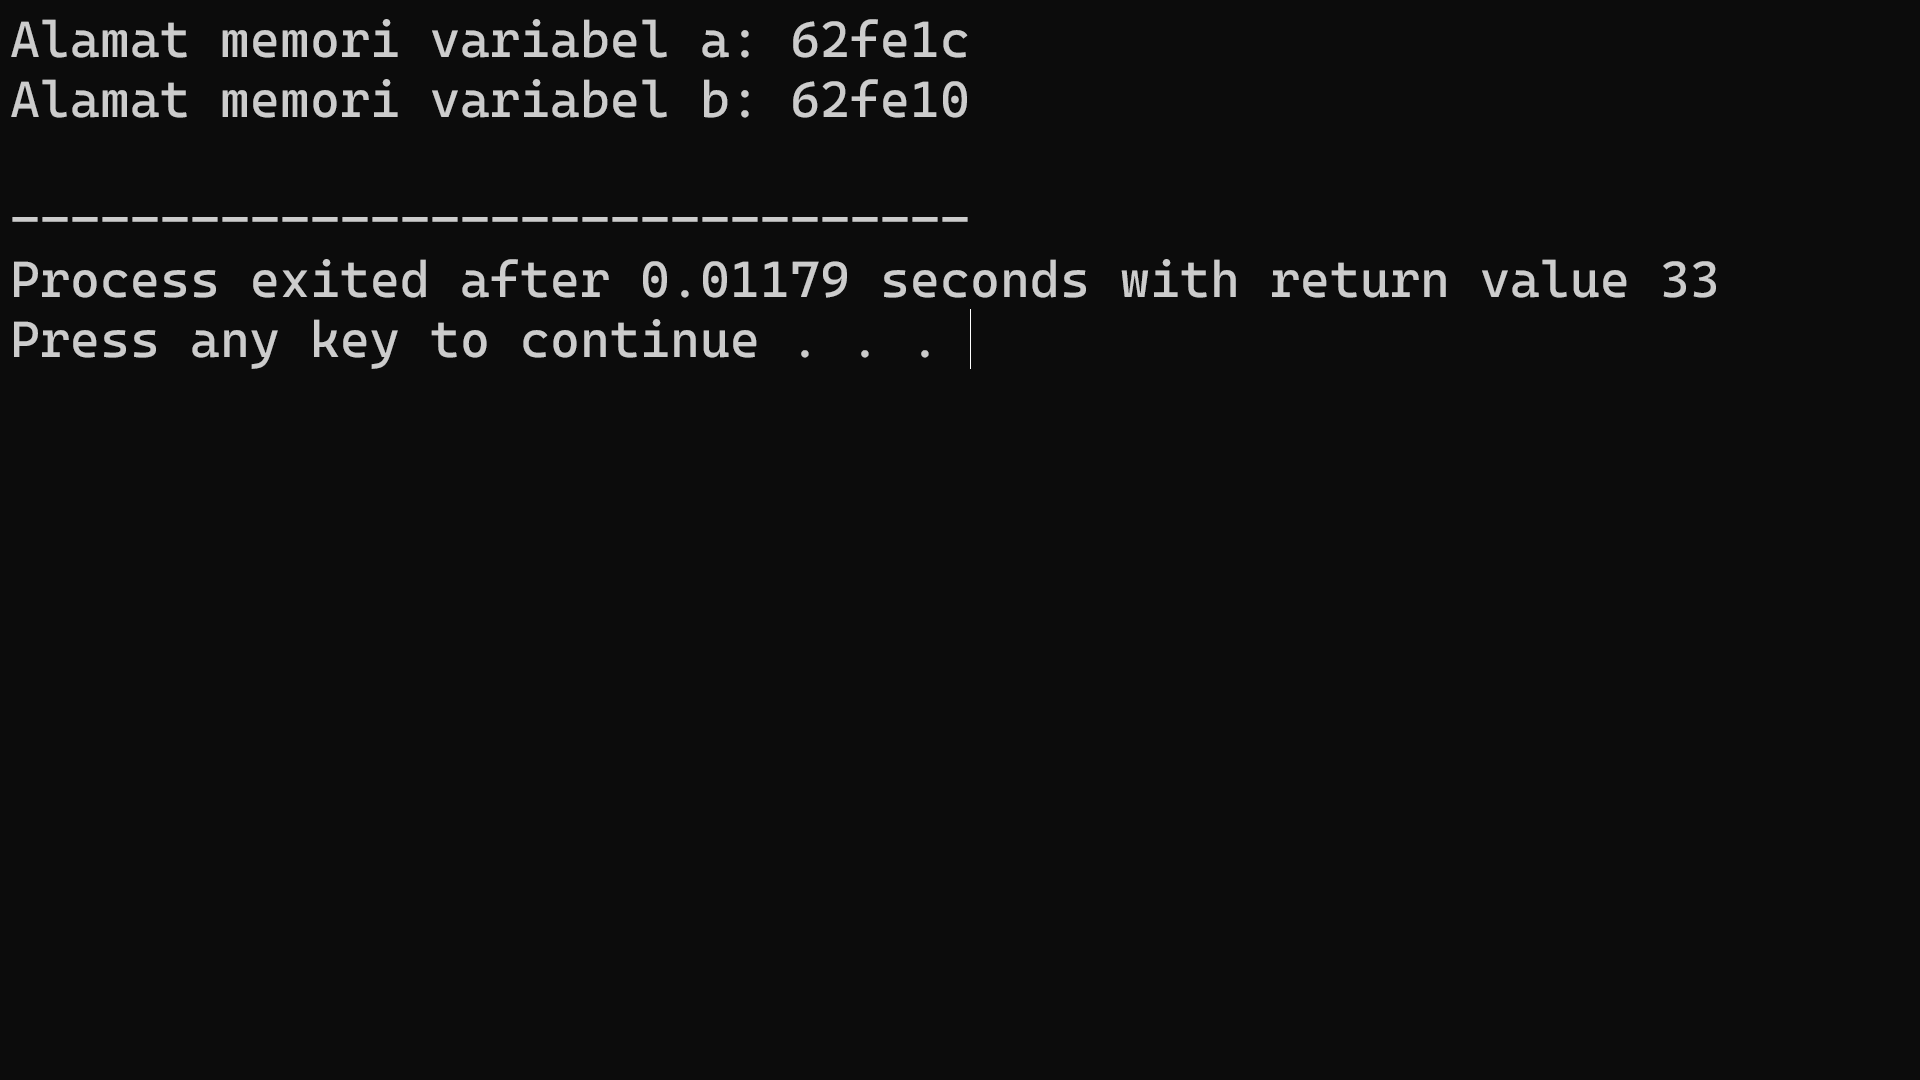 Alamat memori variabel a: 62fe1c
Alamat memori variabel b: 62fe10
--------------------------------
Process exited after 0.01179 seconds with return value 33
Press any key to continue . . .